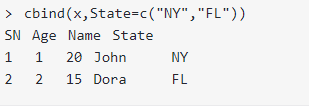 > cbind(x,State=c("NY","FL"))
SN Age Name State
1 1 20 John NY
2 2 15 Dora FL